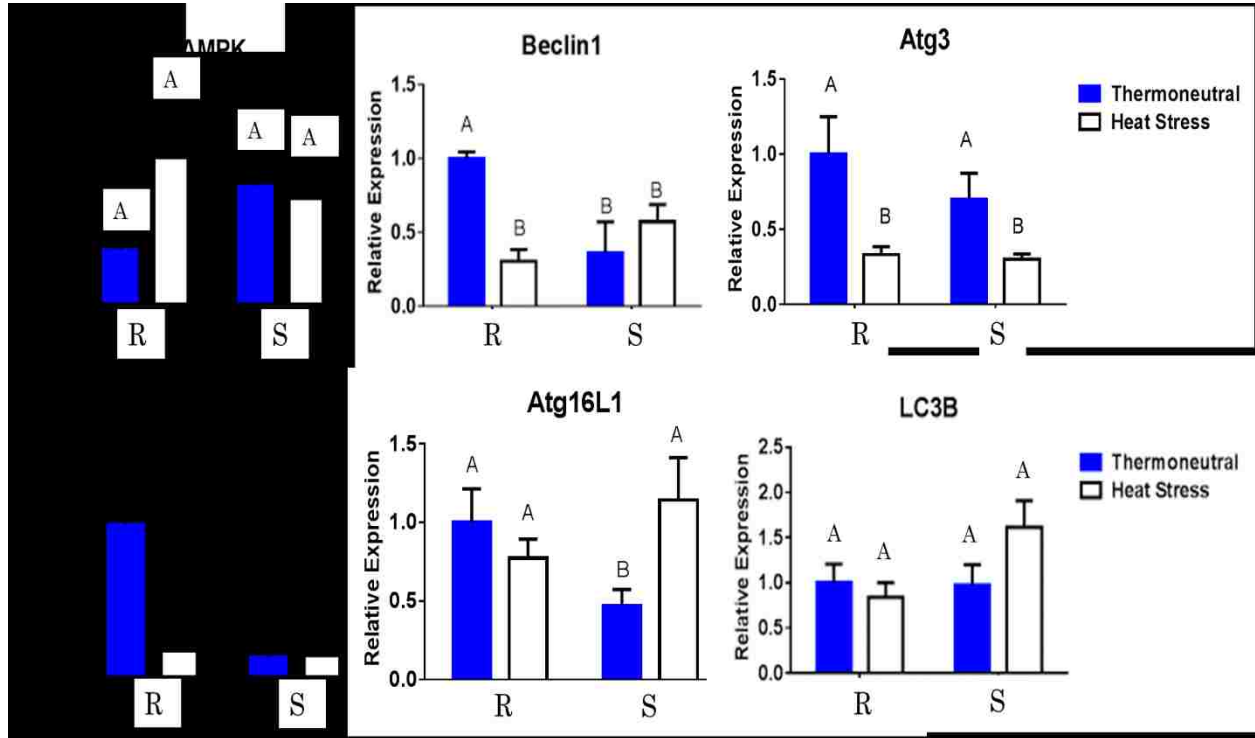 AMPK
A
A
A
A
R
S
Beclin1
Relative Expression
1.5
1.0
0.5
0.0
A
B
B
B
R
S
Atg3
Relative Expression
1.5
1.0
0.5
0.0
A
B
A
B
R
S
Thermoneutral
Heat Stress
R
S
Atg16L1
Relative Expression
1.5
1.0
0.5
0.0
A
A
B
A
R
S
LC3B
Relative Expression
2.5
2.0
1.5
1.0
0.5
0.0
A
A
A
A
R
S
Thermoneutral
Heat Stress